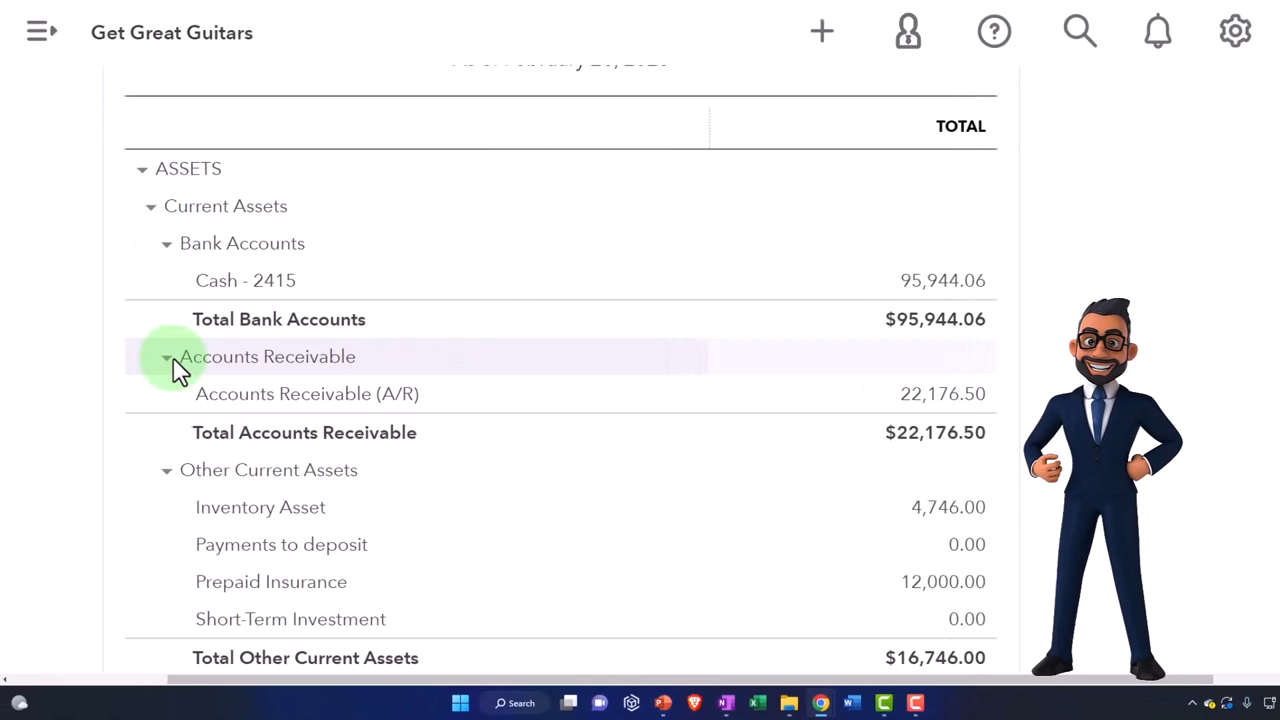 Get Great Guitars
TOTAL
ASSETS
Current Assets
Bank Accounts
Cash - 2415 95,944.06
Total Bank Accounts $95,944.06
Accounts Receivable
Accounts Receivable (A/R) 22,176.50
Total Accounts Receivable $22,176.50
Other Current Assets
Inventory Asset 4,746.00
Payments to deposit 0.00
Prepaid Insurance 12,000.00
Short-Term Investment 0.00
Total Other Current Assets $16,746.00
Search